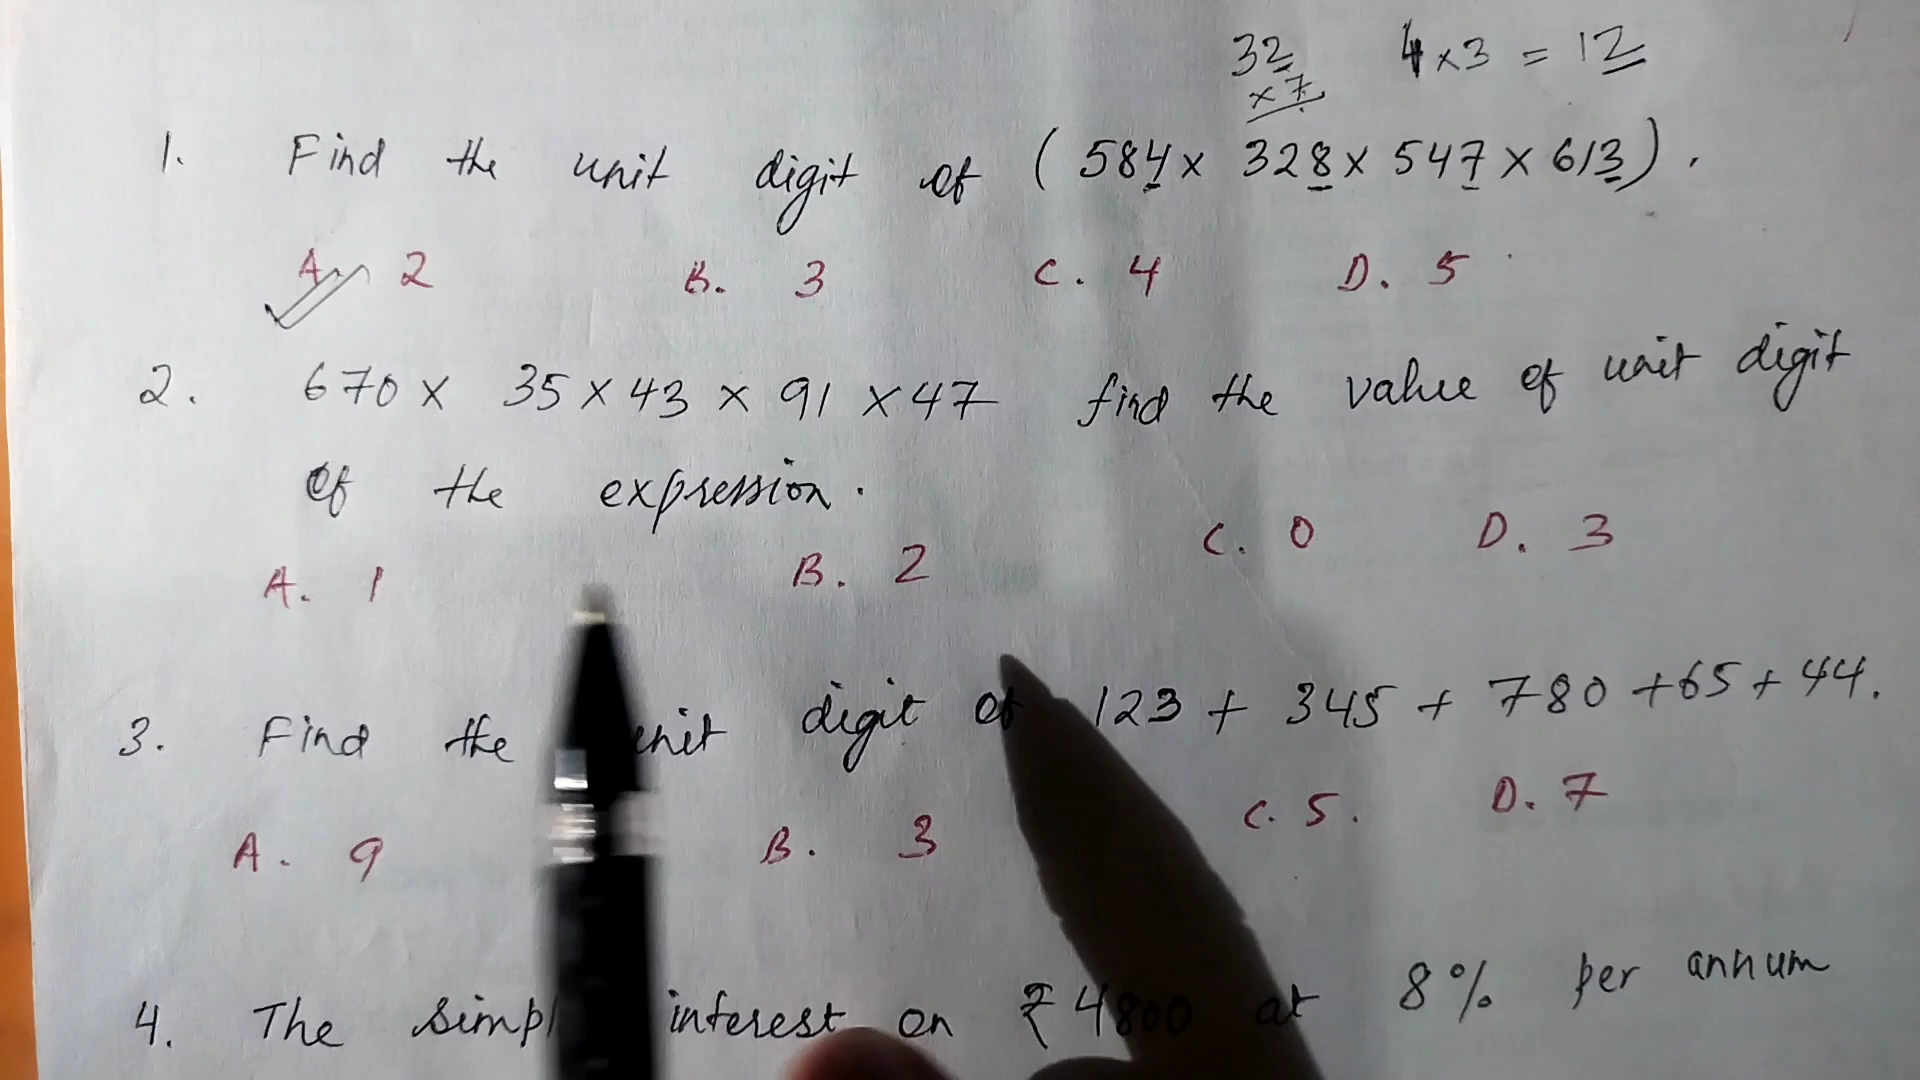 32 4 x 3 = 12
x 7
1. Find the unit digit of ( 584 x 328 x 547 x 613 ) .
A. 2 B. 3 C. 4 D. 5
2. 670 x 35 x 43 x 91 x 47 find the value of unit digit
of the expression.
A. 1 B. 2 C. 0 D. 3
3. Find the unit digit of 123 + 345 + 780 + 65 + 44.
A. 9 B. 3 C. 5. D. 7
4. The interest on ₹ 4800 at 8% per annum